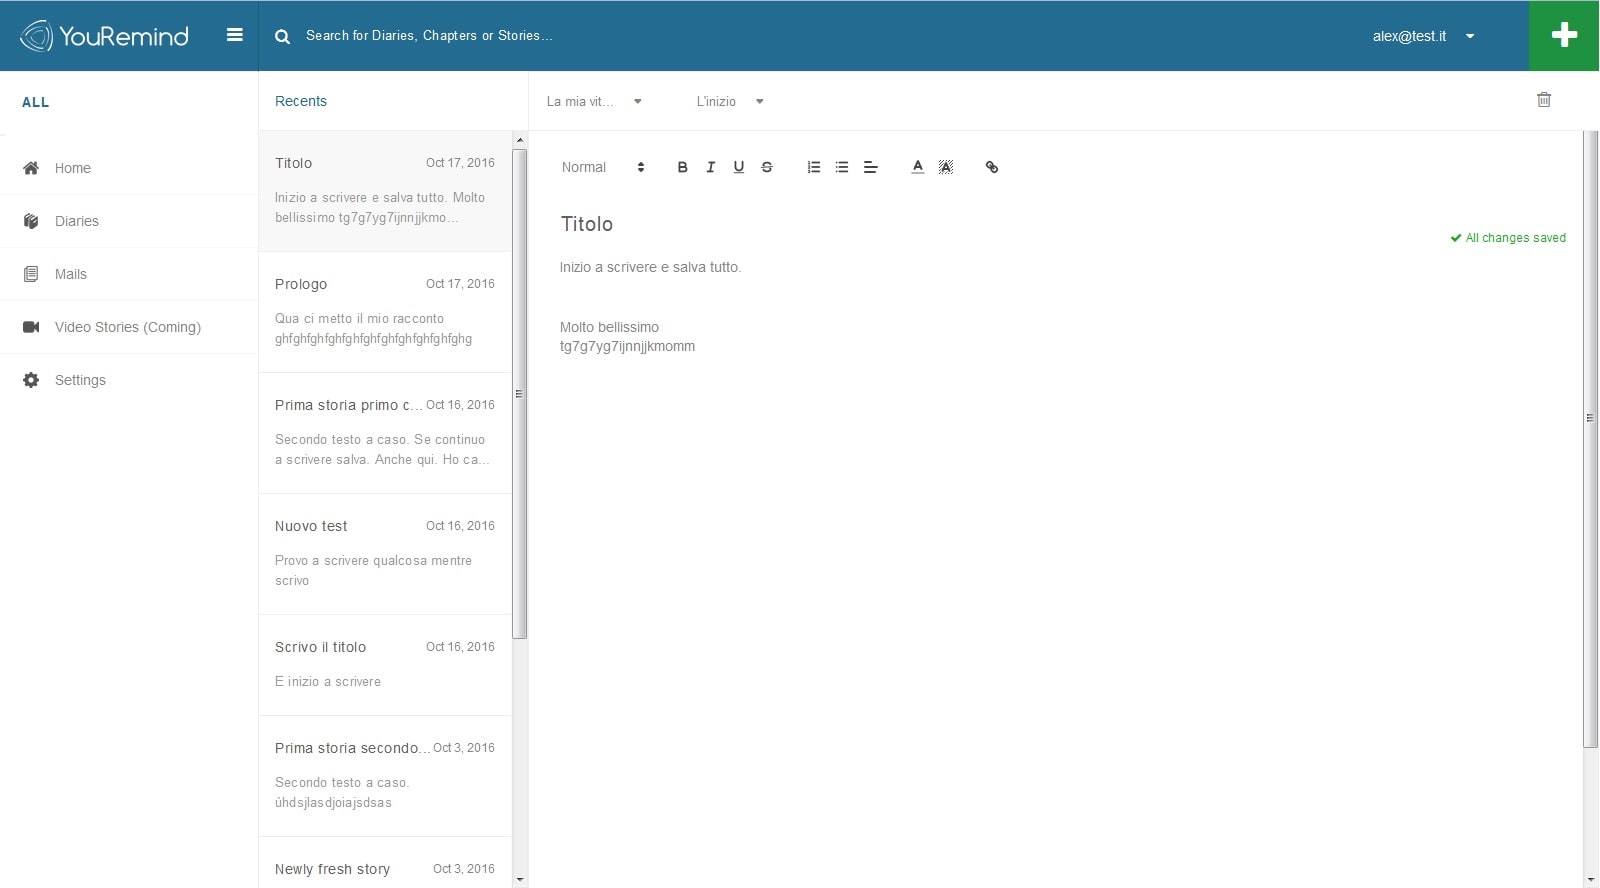 YouRemind
Search for Diaries, Chapters or Stories...
alex@test.it
ALL
Home
Diaries
Mails
Video Stories (Coming)
Settings
Recents
Titolo Oct 17, 2016
Inizio a scrivere e salva tutto. Molto
bellissimo tg7g7yg7ijnnjjkmo...
Prologo Oct 17, 2016
Qua ci metto il mio racconto
ghfghfghfghfghfghfghfghfghfghfghfghg
Prima storia primo c... Oct 16, 2016
Secondo testo a caso. Se continuo
a scrivere salva. Anche qui. Ho ca...
Nuovo test Oct 16, 2016
Provo a scrivere qualcosa mentre
scrivo
Scrivo il titolo Oct 16, 2016
E inizio a scrivere
Prima storia secondo... Oct 3, 2016
Secondo testo a caso.
ùhdsjlasdjoiajsdsas
Newly fresh story Oct 3, 2016
La mia vit... L'inizio
Normal B I U S A A
Titolo
All changes saved
Inizio a scrivere e salva tutto.
Molto bellissimo
tg7g7yg7ijnnjjkmomm